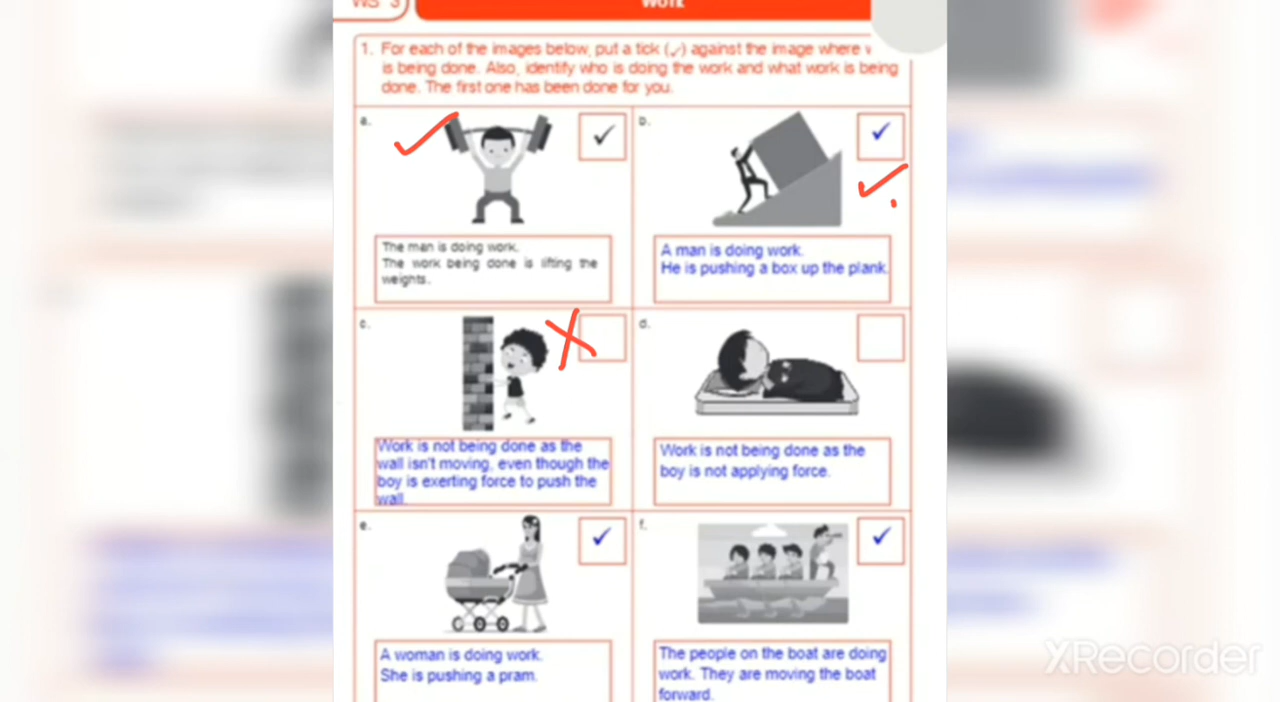 WS 3
Work
1. For each of the images below, put a tick (✓) against the image where
is being done. Also, identify who is doing the work and what work is being
done. The first one has been done for you.
a.
b.
The man is doing work.
The work being done is lifting the
weights.
A man is doing work.
He is pushing a box up the plank.
c.
d.
Work is not being done as the
wall isn't moving, even though the
boy is exerting force to push the
wall.
Work is not being done as the
boy is not applying force.
e.
f.
A woman is doing work.
She is pushing a pram.
The people on the boat are doing
work. They are moving the boat
forward.
XRecorder